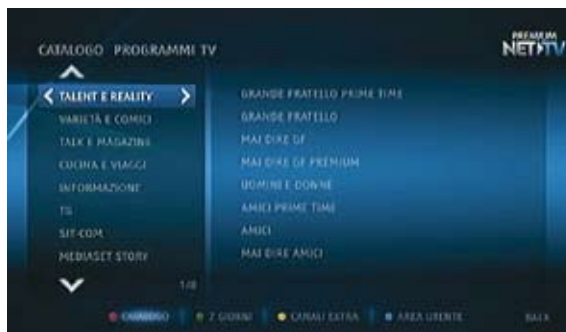 CATALOGO PROGRAMMI TV
PREMIUM
NET TV
TALENT E REALITY
VARIETÀ E COMICI
TALK E MAGAZINE
CUCINA E VIAGGI
INFORMAZIONE
TG
SIT-COM
MEDIASET STORY
1/8
GRANDE FRATELLO PRIME TIME
GRANDE FRATELLO
MAI DIRE GF
MAI DIRE GF PREMIUM
UOMINI E DONNE
AMICI PRIME TIME
AMICI
MAI DIRE AMICI
CATALOGO
7 GIORNI
CANALI EXTRA
AREA UTENTE
BACK